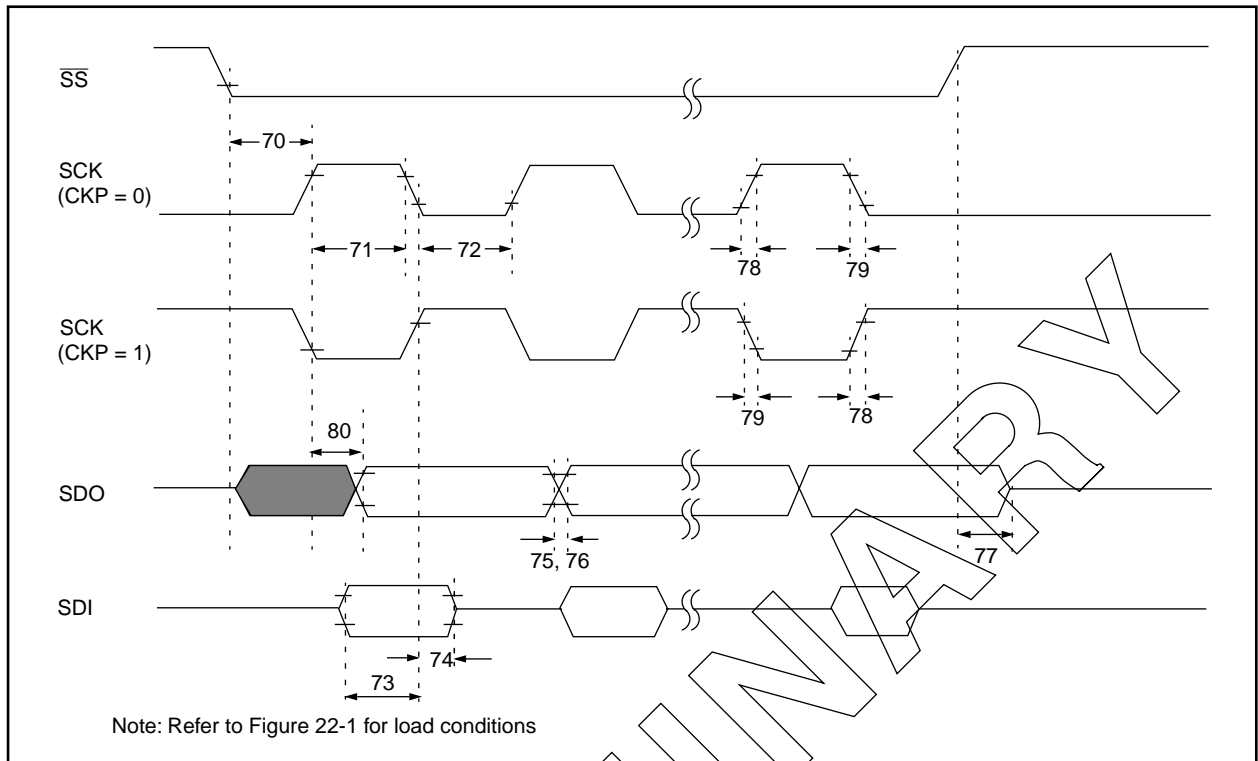 SS
70
SCK
(CKP = 0)
71
72
78
79
SCK
(CKP = 1)
79
78
80
SDO
75, 76
77
SDI
74
73
Note: Refer to Figure 22-1 for load conditions
INARY